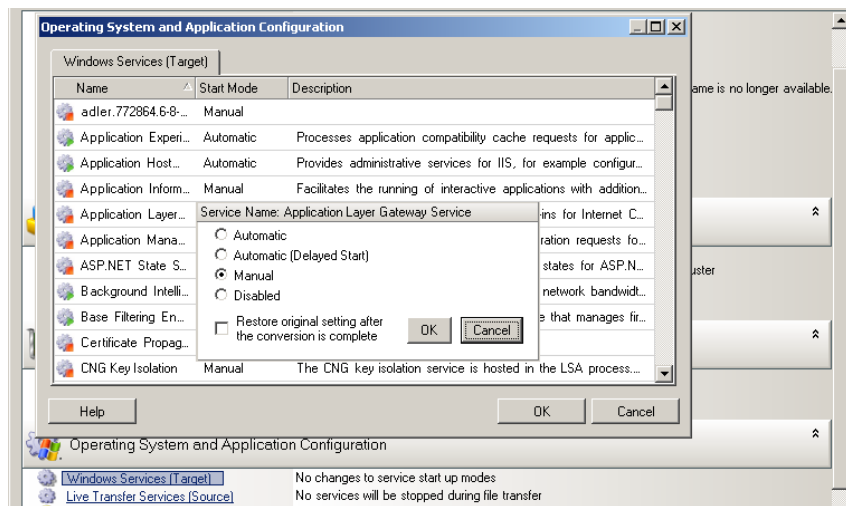 Operating System and Application Configuration
Windows Services (Target)
Name Start Mode Description
ame is no longer available.
adler.772864.6-8-... Manual
Application Experi... Automatic Processes application compatibility cache requests for applic...
Application Host... Automatic Provides administrative services for IIS, for example configur...
Application Inform... Manual Facilitates the running of interactive applications with addition...
Application Layer... Service Name: Application Layer Gateway Service -ins for Internet C...
Automatic
Application Mana... ration requests fo...
Automatic (Delayed Start)
ASP.NET State S... states for ASP.N...
uster
Manual
Background Intelli... network bandwidt...
Disabled
Base Filtering En... e that manages fir...
Restore original setting after
the conversion is complete
OK Cancel
Certificate Propag...
CNG Key Isolation Manual The CNG key isolation service is hosted in the LSA process....
Help OK Cancel
Operating System and Application Configuration
Windows Services (Target) No changes to service start up modes
Live Transfer Services (Source) No services will be stopped during file transfer